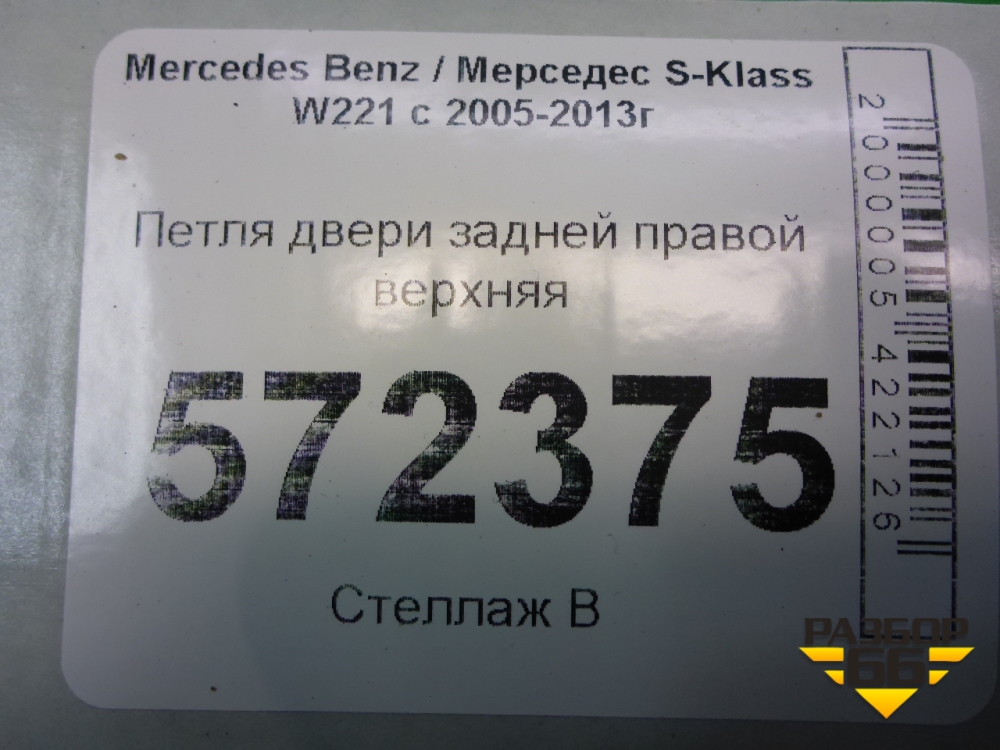 Mercedes Benz / Мерседес S-Klass
W221 с 2005-2013г
Петля двери задней правой
верхняя
572375
Стеллаж В
2000005422126
РАЗБОР
66